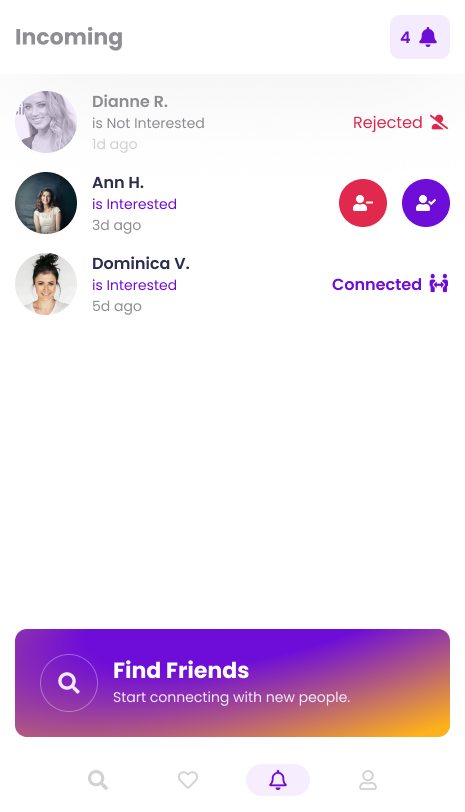 Incoming
4
Dianne R.
is Not Interested
1d ago
Rejected
Ann H.
is Interested
3d ago
Dominica V.
is Interested
5d ago
Connected
Find Friends
Start connecting with new people.